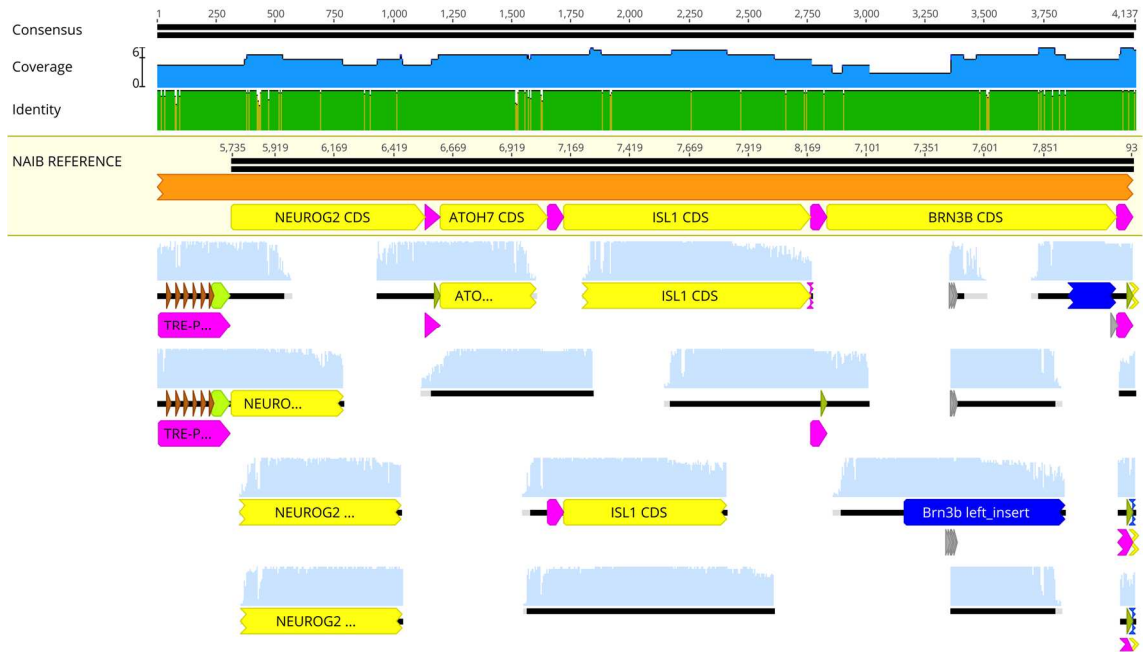 1 250 500 750 1,000 1,250 1,500 1,750 2,000 2,250 2,500 2,750 3,000 3,250 3,500 3,750 4,137
Consensus
6
Coverage
0
Identity
NAIB REFERENCE
5,735 5,919 6,169 6,419 6,669 6,919 7,169 7,419 7,669 7,919 8,169 7,101 7,351 7,601 7,851 93
NEUROG2 CDS ATOH7 CDS ISL1 CDS BRN3B CDS
ATO... ISL1 CDS
TRE-P...
NEURO...
TRE-P...
NEUROG2 ... ISL1 CDS Brn3b left_insert
NEUROG2 ...